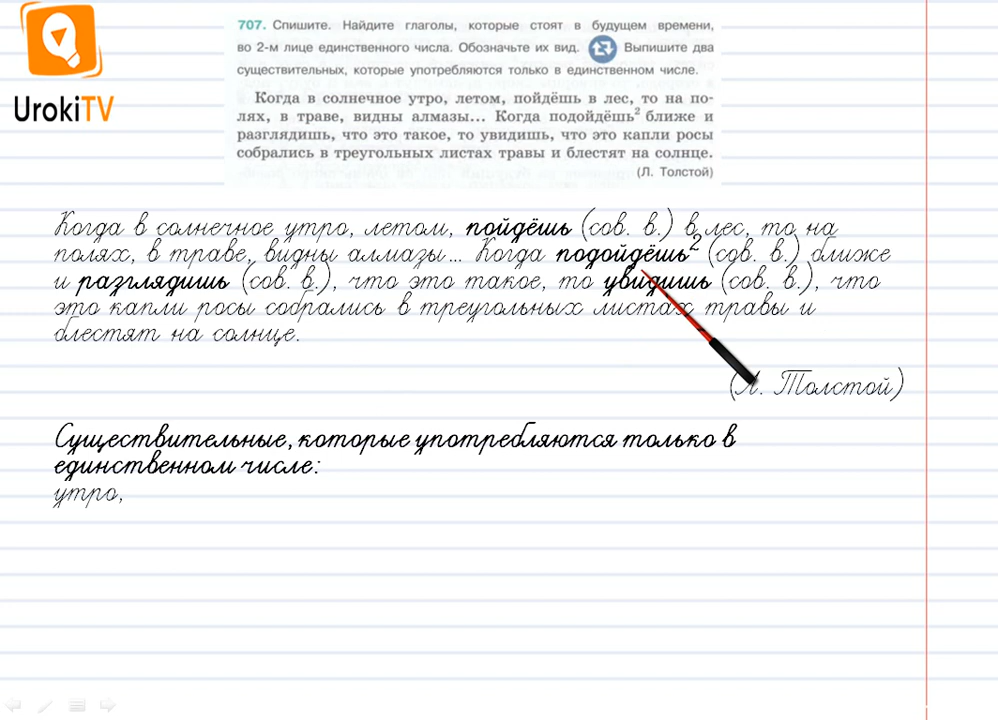 707. Спишите. Найдите глаголы, которые стоят в будущем времени,
во 2-м лице единственного числа. Обозначьте их вид. Выпишите два
существительных, которые употребляются только в единственном числе.
Когда в солнечное утро, летом, пойдёшь в лес, то на по-
лях, в траве, видны алмазы... Когда подойдёшь² ближе и
разглядишь, что это такое, то увидишь, что это капли росы
собрались в треугольных листах травы и блестят на солнце.
(Л. Толстой)
UrokiTV
Когда в солнечное утро, летом, пойдёшь (сов. в.) в лес, то на
полях, в траве, видны алмазы... Когда подойдёшь² (сов. в.) ближе
и разглядишь (сов. в.), что это такое, то увидишь (сов. в.), что
это капли росы собрались в треугольных листах травы и
блестят на солнце.
(Л. Толстой)
Существительные, которые употребляются только в
единственном числе:
утро,